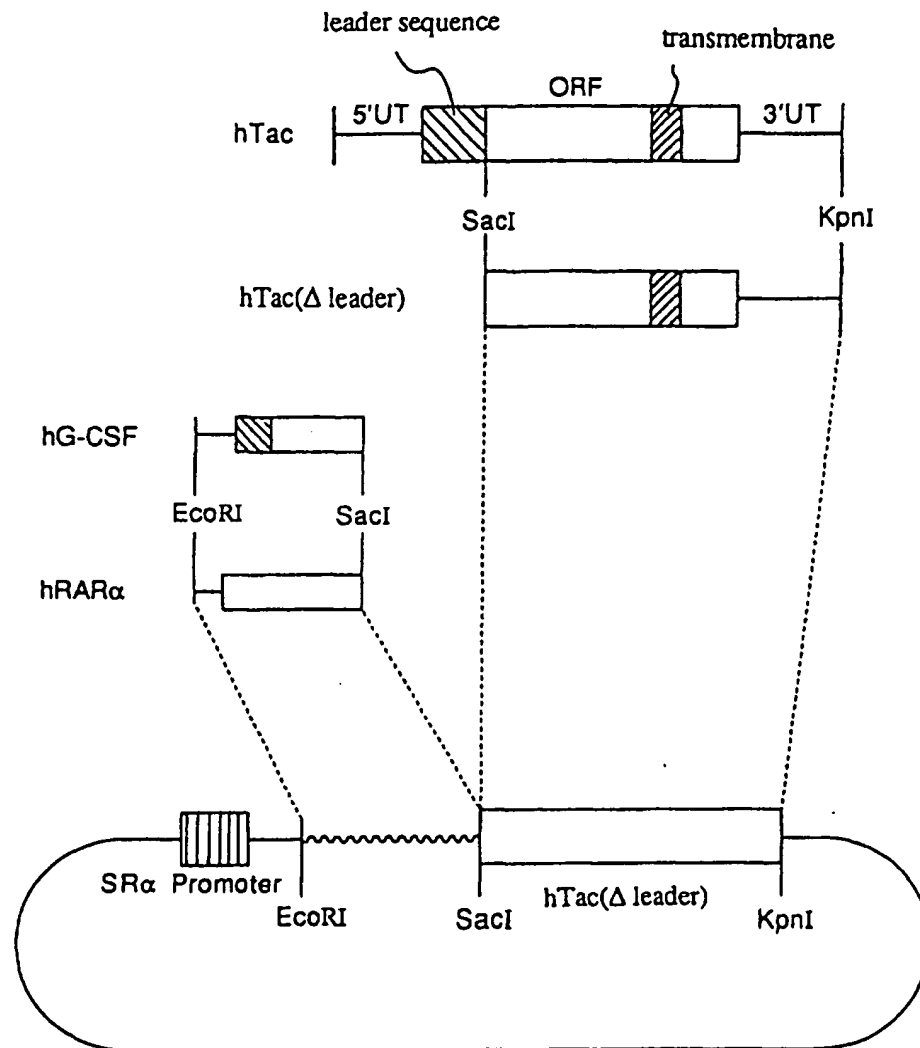 leader sequence
transmembrane
ORF
5'UT
3'UT
hTac
SacI
KpnI
hTac(Δ leader)
hG-CSF
EcoRI
SacI
hRARα
SRα Promoter
EcoRI
SacI
hTac(Δ leader)
KpnI